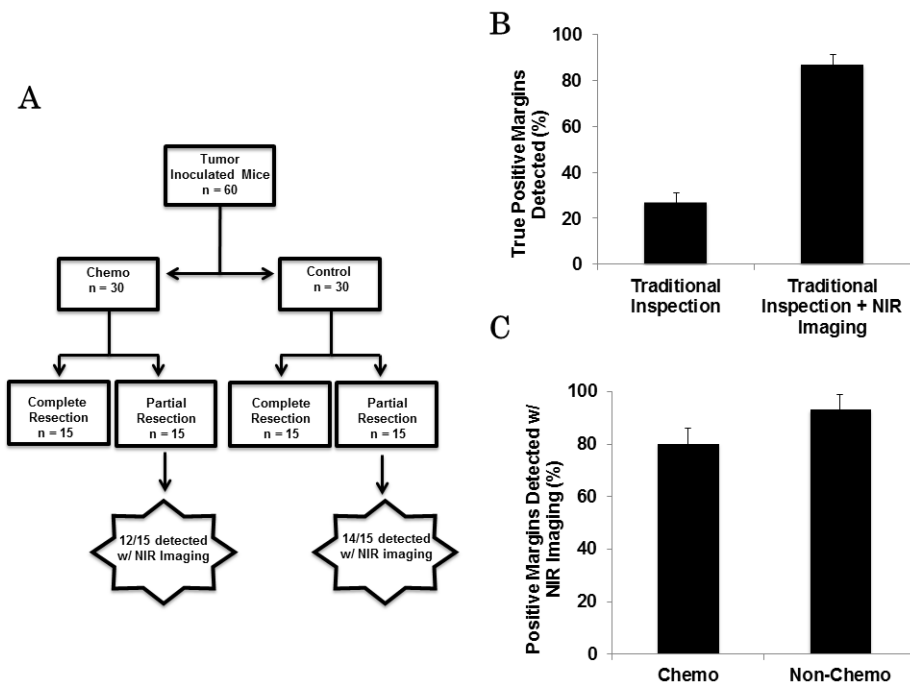 A
Tumor
Inoculated Mice
n = 60
Chemo
n = 30
Control
n = 30
Complete
Resection
n = 15
Partial
Resection
n = 15
Complete
Resection
n = 15
Partial
Resection
n = 15
12/15 detected
w/ NIR Imaging
14/15 detected
w/ NIR imaging
B
True Positive Margins
Detected (%)
100
80
60
40
20
0
Traditional
Inspection
Traditional
Inspection + NIR
Imaging
C
Positive Margins Detected w/
NIR Imaging (%)
100
80
60
40
20
0
Chemo
Non-Chemo